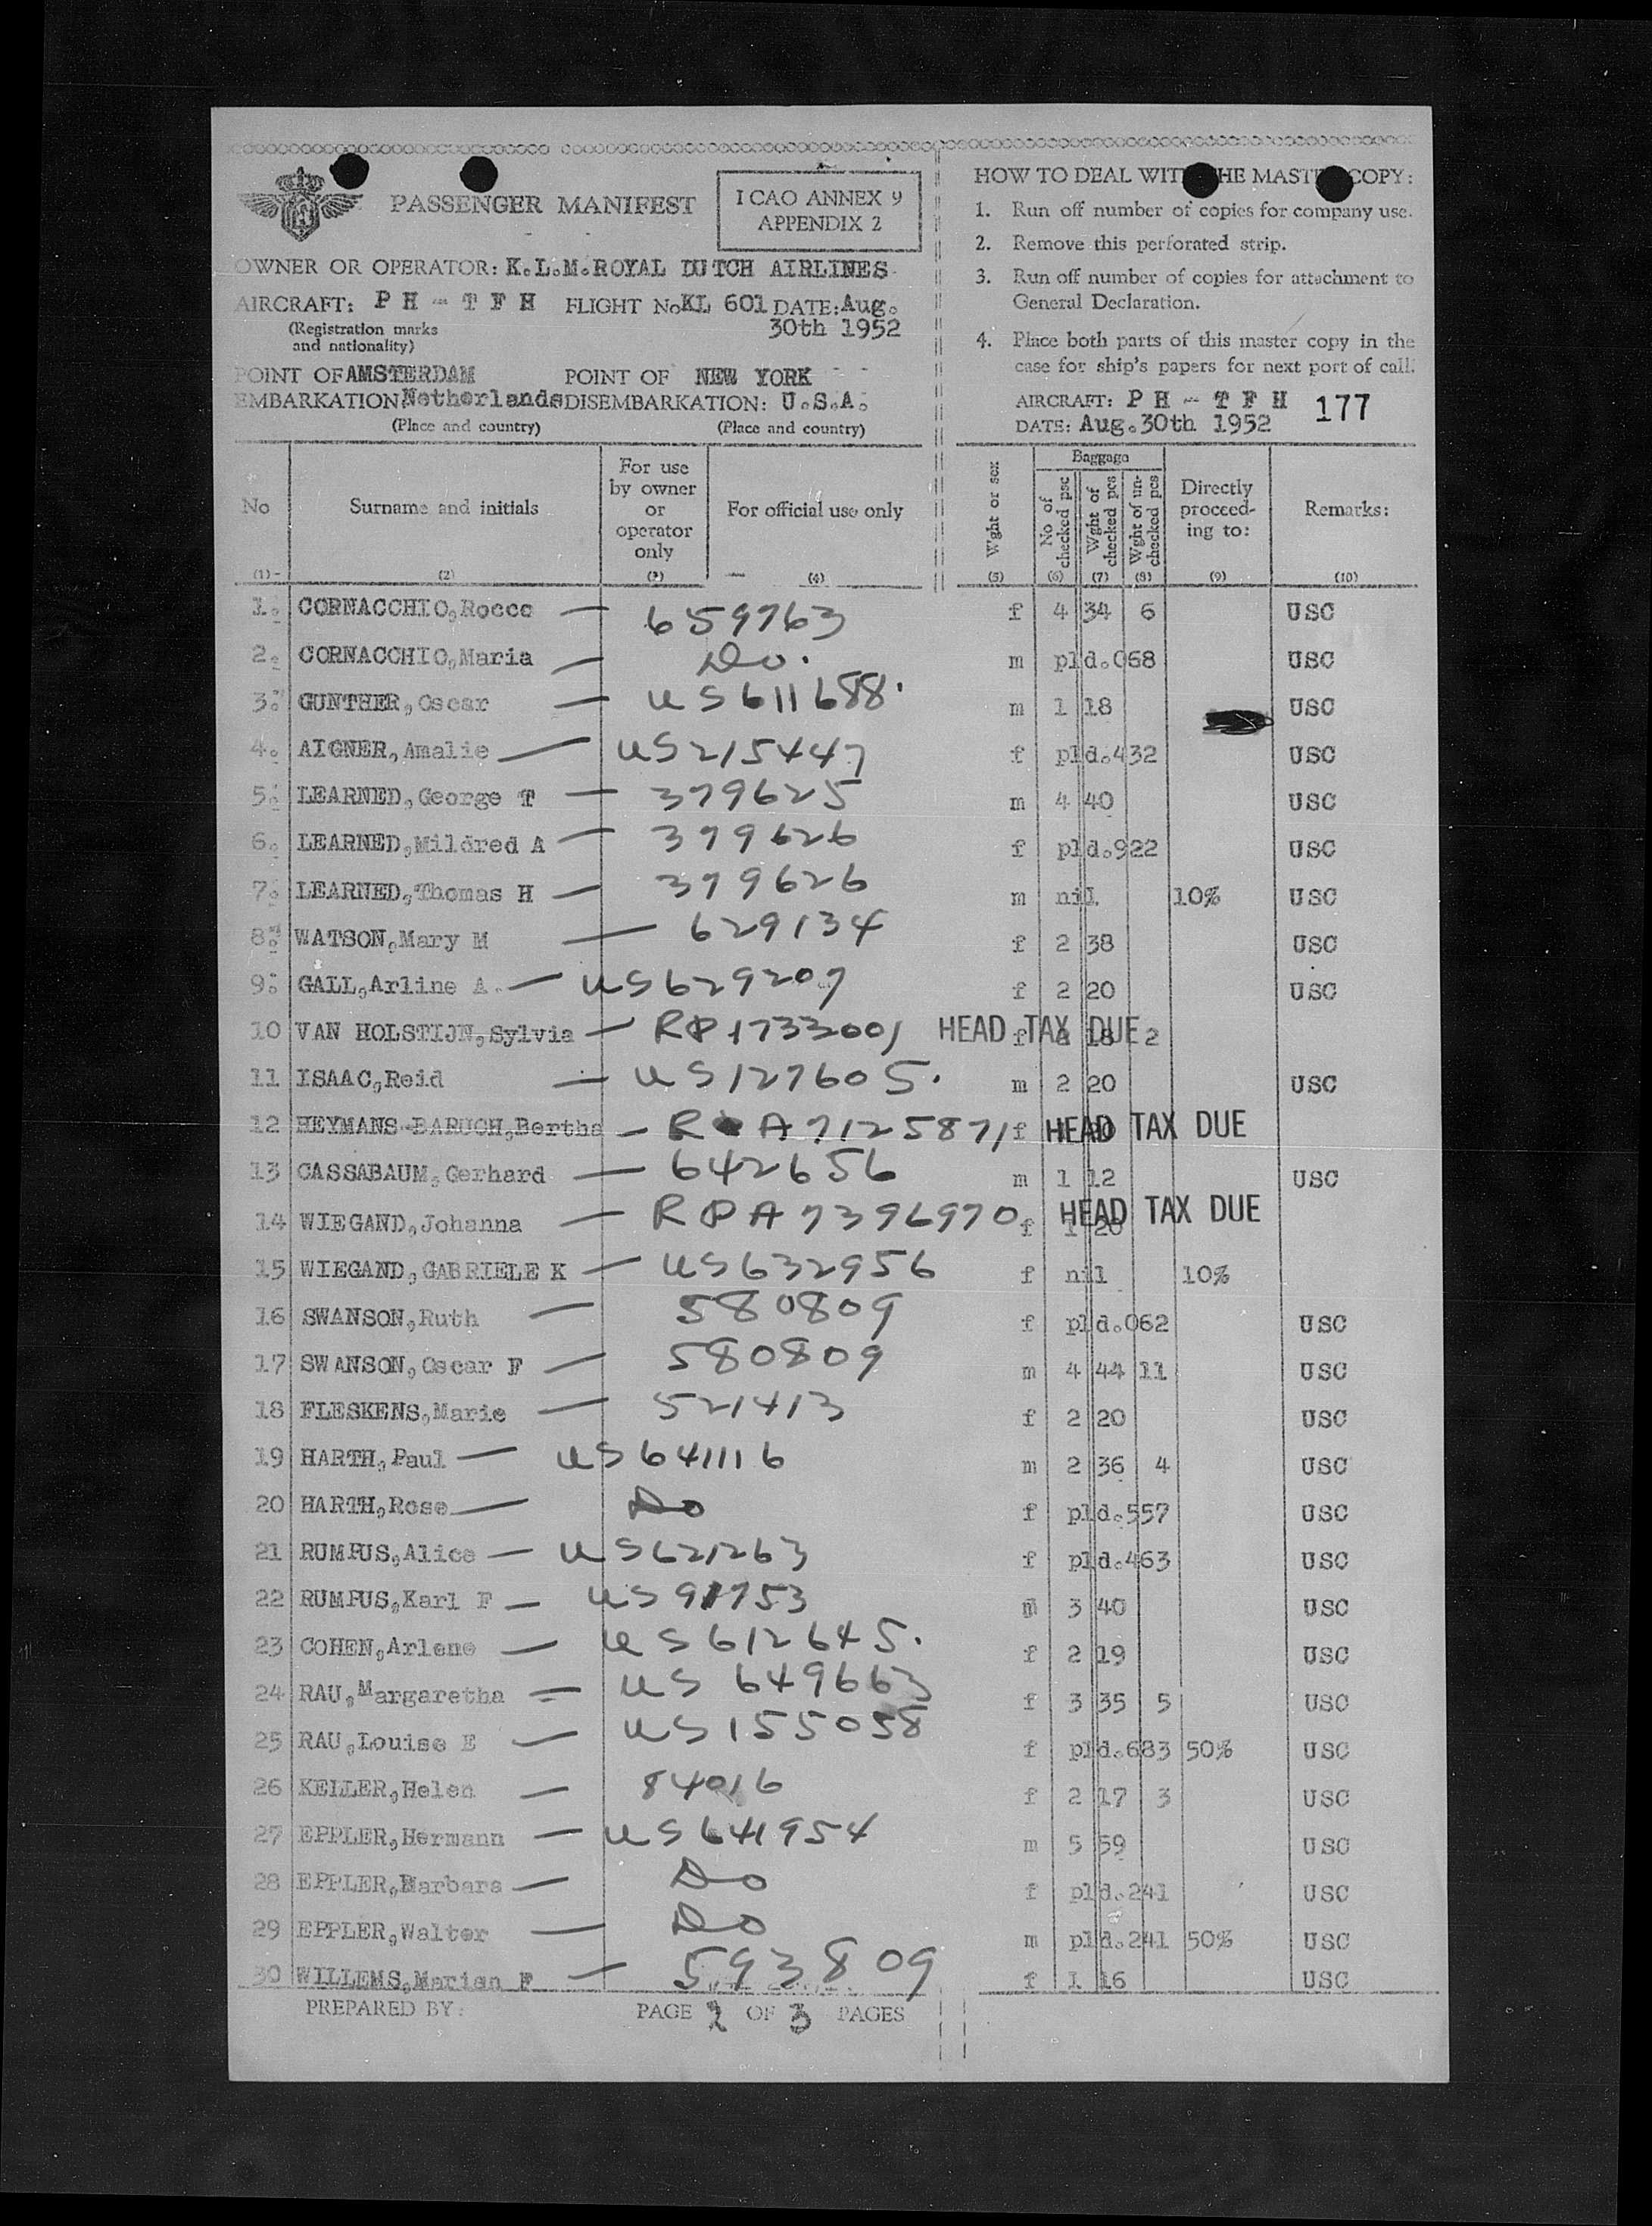 PASSENGER MANIFEST
I CAO ANNEX 9
APPENDIX 2
OWNER OR OPERATOR: K.L.M. ROYAL DUTCH AIRLINES
AIRCRAFT: P H - T F H FLIGHT No KL 601 DATE: Aug.
30th 1952
(Registration marks
and nationality)
POINT OF AMSTERDAM POINT OF NEW YORK
EMBARKATION: Netherlands DISEMBARKATION: U.S.A.
(Place and country) (Place and country)
HOW TO DEAL WITH THE MASTER COPY:
1. Run off number of copies for company use.
2. Remove this perforated strip.
3. Run off number of copies for attachment to
General Declaration.
4. Place both parts of this master copy in the
case for ship's papers for next port of call.
AIRCRAFT: P H - T F H 177
DATE: Aug.30th 1952
No Surname and initials For use by owner or operator only For official use only Wght or sex Baggage No of checked psc Wght of checked pcs Wght of un-checked pcs Directly proceed-ing to: Remarks:
(1) (2) (3) (4) (5) (6) (7) (8) (9) (10)
1. CORNACCHIO,Rocco — 659763 f 4 34 6 USC
2. CORNACCHIO,Maria — Do. m pld.068 USC
3. GUNTHER,Oscar — US611688. m 1 18 USC
4. AIGNER,Amalie — US215447 f pld.432 USC
5. LEARNED,George T — 379625 m 4 40 USC
6. LEARNED,Mildred A — 379626 f pld.922 USC
7. LEARNED,Thomas H — 379626 m nil. 10% USC
8. WATSON,Mary M — 629134 f 2 38 USC
9. GALL,Arline A. — US629207 f 2 20 USC
10 VAN HOLSTIJN,Sylvia — RP1733001 HEAD TAX DUE f 18 2
11 ISAAC,Reid — US127605. m 2 20 USC
12 HEYMANS-BARUCH,Bertha — A7125871 f HEAD TAX DUE
13 CASSABAUM,Gerhard — 642656 m 1 12 USC
14 WIEGAND,Johanna — RPA7396970 f 1 20 HEAD TAX DUE
15 WIEGAND,GABRIELE K — US632956 f nil 10%
16 SWANSON,Ruth — 580809 f pld.062 USC
17 SWANSON,Oscar F — 580809 m 4 44 11 USC
18 FLESKENS,Marie — 521413 f 2 20 USC
19 HARTH,Paul — US641116 m 2 36 4 USC
20 HARTH,Rose — Do f pld.557 USC
21 RUMPUS,Alice — US621263 f pld.463 USC
22 RUMPUS,Karl F — US91753 m 3 40 USC
23 COHEN,Arlene — US612645. f 2 19 USC
24 RAU,Margaretha — US 649663 f 3 35 5 USC
25 RAU,Louise E — US155058 f pld.683 50% USC
26 KELLER,Helen — 84016 f 2 17 3 USC
27 EPPLER,Hermann — US641954 m 5 59 USC
28 EPPLER,Barbara — Do f pld.241 USC
29 EPPLER,Walter — Do m pld.241 50% USC
30 WILLEMS,Marian F — 593809 f 1 16 USC
PREPARED BY: PAGE 2 OF 3 PAGES